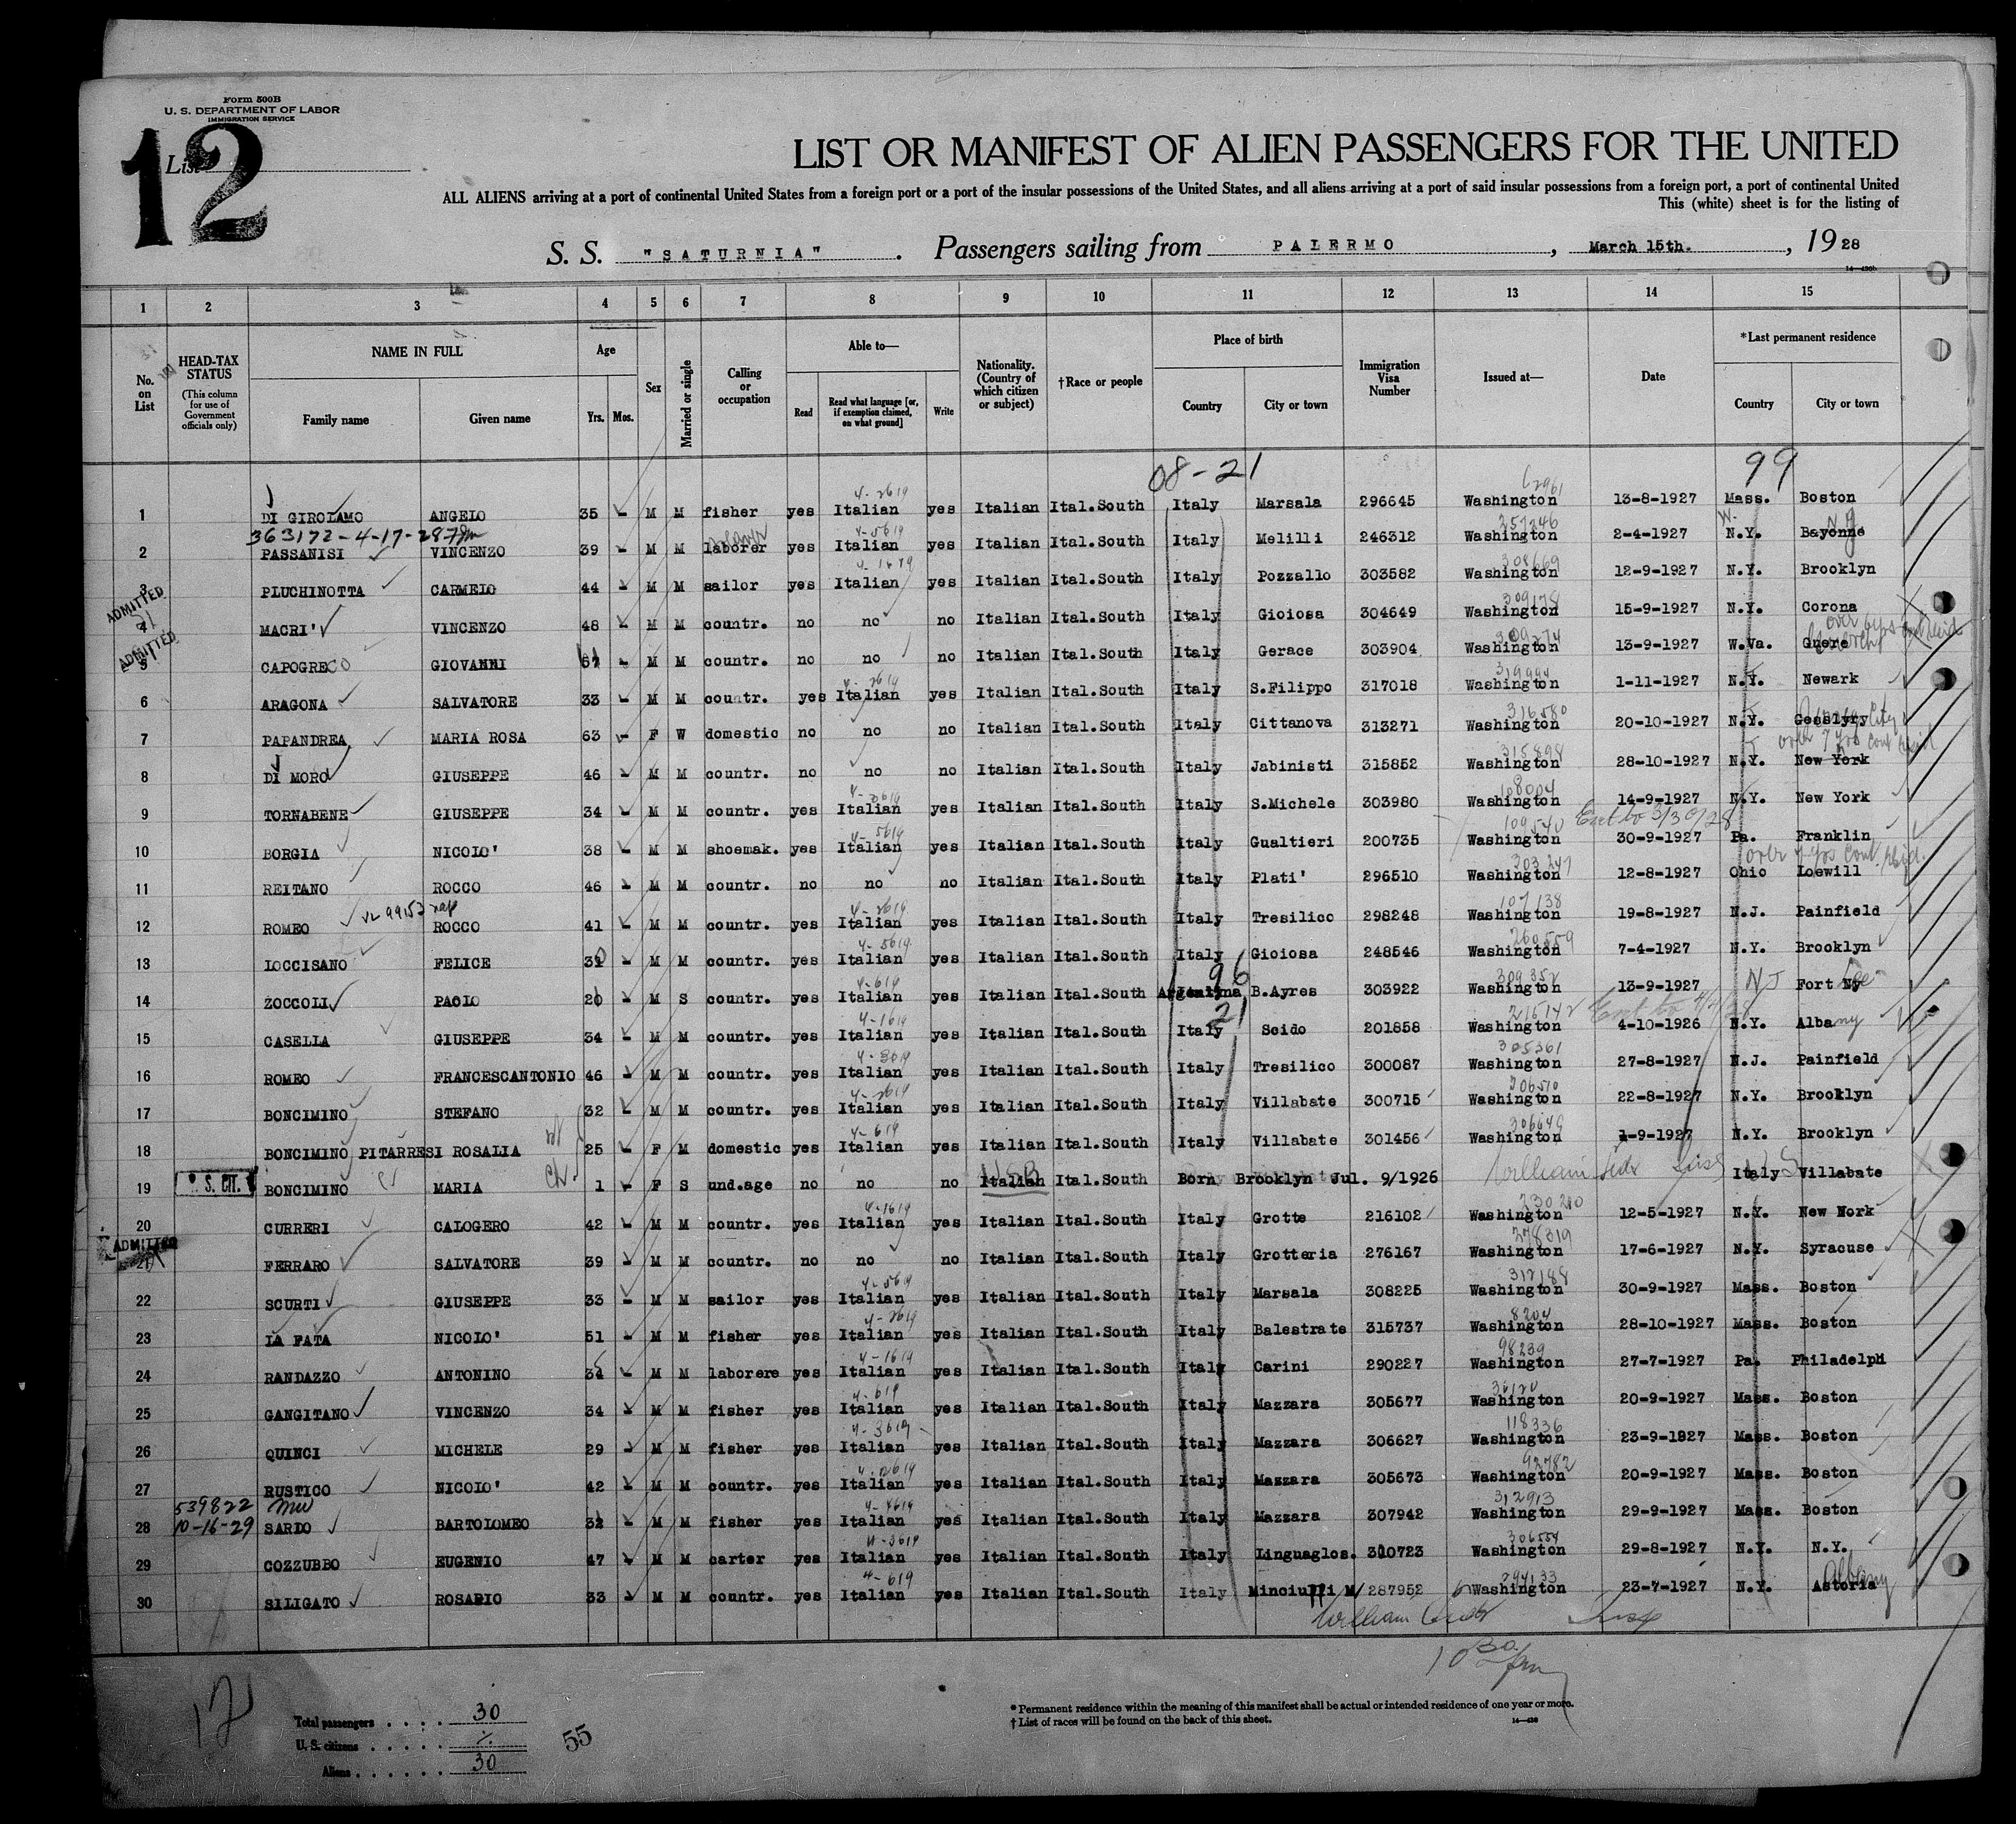 Form 500B
U. S. DEPARTMENT OF LABOR
IMMIGRATION SERVICE
List 12
LIST OR MANIFEST OF ALIEN PASSENGERS FOR THE UNITED
ALL ALIENS arriving at a port of continental United States from a foreign port or a port of the insular possessions of the United States, and all aliens arriving at a port of said insular possessions from a foreign port, a port of continental United
This (white) sheet is for the listing of
S. S. "SATURNIA". Passengers sailing from PALERMO, March 15th., 1928
1 2 3 4 5 6 7 8 9 10 11 12 13 14 15
No. on List
HEAD-TAX STATUS
(This column for use of Government officials only)
NAME IN FULL
Family name
Given name
Age
Yrs. Mos.
Sex
Married or single
Calling or occupation
Able to—
Read
Read what language [or, if exemption claimed, on what ground]
Write
Nationality. (Country of which citizen or subject)
†Race or people
Place of birth
Country
City or town
Immigration Visa Number
Issued at—
Date
*Last permanent residence
Country
City or town
08-21 99
1 DI GIROLAMO ANGELO 35 M M fisher yes Italian yes Italian Ital.South Italy Marsala 296645 Washington 13-8-1927 Mass. Boston
363172-4-17-28
2 PASSANISI VINCENZO 39 M M laborer yes Italian yes Italian Ital.South Italy Melilli 246312 Washington 2-4-1927 N.Y. Bayonne
3 PLUCHINOTTA CARMELO 44 M M sailor yes Italian yes Italian Ital.South Italy Pozzallo 303582 Washington 12-9-1927 N.Y. Brooklyn
ADMITTED
4 MACRI' VINCENZO 48 M M countr. no no no Italian Ital.South Italy Gioiosa 304649 Washington 15-9-1927 N.Y. Corona
ADMITTED
5 CAPOGRECO GIOVANNI M M countr. no no no Italian Ital.South Italy Gerace 303904 Washington 13-9-1927 W.Va. Guere
6 ARAGONA SALVATORE 33 M M countr. yes Italian yes Italian Ital.South Italy S.Filippo 317018 Washington 1-11-1927 N.Y. Newark
7 PAPANDREA MARIA ROSA 63 F W domestic no no no Italian Ital.South Italy Cittanova 313271 Washington 20-10-1927 N.Y.
8 DI MORO GIUSEPPE 46 M M countr. no no no Italian Ital.South Italy Jabinisti 315852 Washington 28-10-1927 N.Y. New York
9 TORNABENE GIUSEPPE 34 M M countr. yes Italian yes Italian Ital.South Italy S.Michele 303980 Washington 14-9-1927 N.Y. New York
10 BORGIA NICOLO' 38 M M shoemak. yes Italian yes Italian Ital.South Italy Gualtieri 200735 Washington 30-9-1927 Pa. Franklin
11 REITANO ROCCO 46 M M countr. no no no Italian Ital.South Italy Plati' 296510 Washington 12-8-1927 Ohio Loewill
12 ROMEO ROCCO 41 M M countr. yes Italian yes Italian Ital.South Italy Tresilico 298248 Washington 19-8-1927 N.J. Painfield
13 LOCCISANO FELICE M M countr. yes Italian yes Italian Ital.South Italy Gioiosa 248546 Washington 7-4-1927 N.Y. Brooklyn
14 ZOCCOLI PAOLO M S countr. yes Italian yes Italian Ital.South Argentina B.Ayres 303922 Washington 13-9-1927 NJ Fort Lee
15 CASELLA GIUSEPPE 34 M M countr. yes Italian yes Italian Ital.South Italy Scido 201858 Washington 4-10-1926 N.Y. Albany
16 ROMEO FRANCESCANTONIO 46 M M countr. yes Italian yes Italian Ital.South Italy Tresilico 300087 Washington 27-8-1927 N.J. Painfield
17 BONCIMINO STEFANO 32 M M countr. yes Italian yes Italian Ital.South Italy Villabate 300715 Washington 22-8-1927 N.Y. Brooklyn
18 BONCIMINO PITARRESI ROSALIA 25 F M domestic yes Italian yes Italian Ital.South Italy Villabate 301456 Washington 1-9-1927 N.Y. Brooklyn
19 U. S. CIT. BONCIMINO MARIA 1 F S und.age no no no Italian Ital.South Born Brooklyn Jul. 9/1926 Italy Villabate
20 CURRERI CALOGERO 42 M M countr. yes Italian yes Italian Ital.South Italy Grotte 216102 Washington 12-5-1927 N.Y. New Nork
ADMITTED
21 FERRARO SALVATORE 39 M M countr. no no no Italian Ital.South Italy Grotteria 276167 Washington 17-6-1927 N.Y. Syracuse
22 SCURTI GIUSEPPE 33 M M sailor yes Italian yes Italian Ital.South Italy Marsala 308225 Washington 30-9-1927 Mass. Boston
23 LA FATA NICOLO' 51 M M fisher yes Italian yes Italian Ital.South Italy Balestrate 315737 Washington 28-10-1927 Mass. Boston
24 RANDAZZO ANTONINO 34 M M laborere yes Italian yes Italian Ital.South Italy Carini 290227 Washington 27-7-1927 Pa. Philadelph
25 GANGITANO VINCENZO 34 M M fisher yes Italian yes Italian Ital.South Italy Mazzara 305677 Washington 20-9-1927 Mass. Boston
26 QUINCI MICHELE 29 M M fisher yes Italian yes Italian Ital.South Italy Mazzara 306627 Washington 23-9-1927 Mass. Boston
27 RUSTICO NICOLO' 42 M M countr. yes Italian yes Italian Ital.South Italy Mazzara 305673 Washington 20-9-1927 Mass. Boston
539822
28 10-16-29 SARDO BARTOLOMEO M M fisher yes Italian yes Italian Ital.South Italy Mazzara 307942 Washington 29-9-1927 Mass. Boston
29 COZZUBBO EUGENIO 47 M M carter yes Italian yes Italian Ital.South Italy Linguaglos. 300723 Washington 29-8-1927 N.Y. N.Y.
30 SILIGATO ROSARIO 33 M M countr. yes Italian yes Italian Ital.South Italy 287952 Washington 23-7-1927 N.Y. Astoria
12
Total passengers . . . . 30
U. S. citizens . . . . .
Aliens . . . . . . 30
55
* Permanent residence within the meaning of this manifest shall be actual or intended residence of one year or more.
† List of races will be found on the back of this sheet.